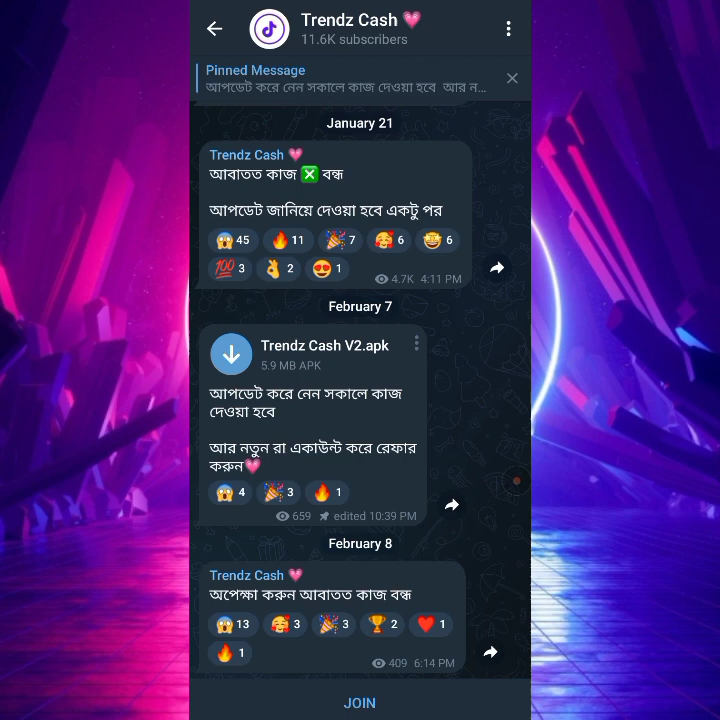 Trendz Cash 💗
11.6K subscribers
Pinned Message
আপডেট করে নেন সকালে কাজ দেওয়া হবে আর ন...
January 21
Trendz Cash 💗
আবাতত কাজ ❎ বন্ধ
আপডেট জানিয়ে দেওয়া হবে একটু পর
😱 45 🔥 11 🎉 7 🥰 6 🤩 6
💯 3 👌 2 😍 1 4.7K 4:11 PM
February 7
Trendz Cash V2.apk
5.9 MB APK
আপডেট করে নেন সকালে কাজ
দেওয়া হবে
আর নতুন রা একাউন্ট করে রেফার
করুন💗
😱 4 🎉 3 🔥 1
659 edited 10:39 PM
February 8
Trendz Cash 💗
অপেক্ষা করুন আবাতত কাজ বন্ধ
😱 13 🥰 3 🎉 3 🏆 2 ❤️ 1
🔥 1 409 6:14 PM
JOIN